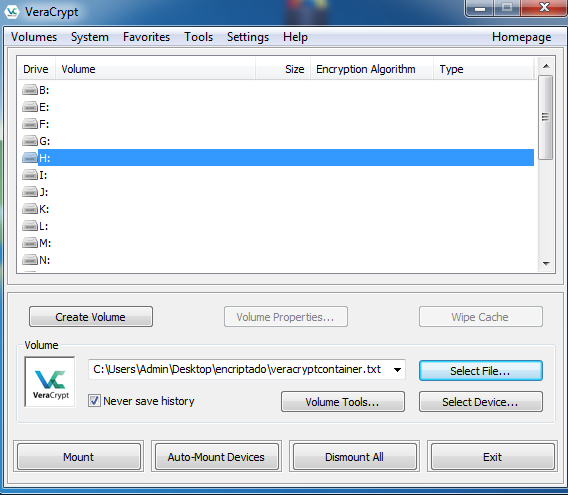 VeraCrypt
Volumes System Favorites Tools Settings Help Homepage
Drive Volume Size Encryption Algorithm Type
B:
E:
F:
G:
H:
I:
J:
K:
L:
M:
N:
Create Volume Volume Properties... Wipe Cache
Volume
C:\Users\Admin\Desktop\encriptado\veracryptcontainer.txt Select File...
VeraCrypt
Never save history Volume Tools... Select Device...
Mount Auto-Mount Devices Dismount All Exit